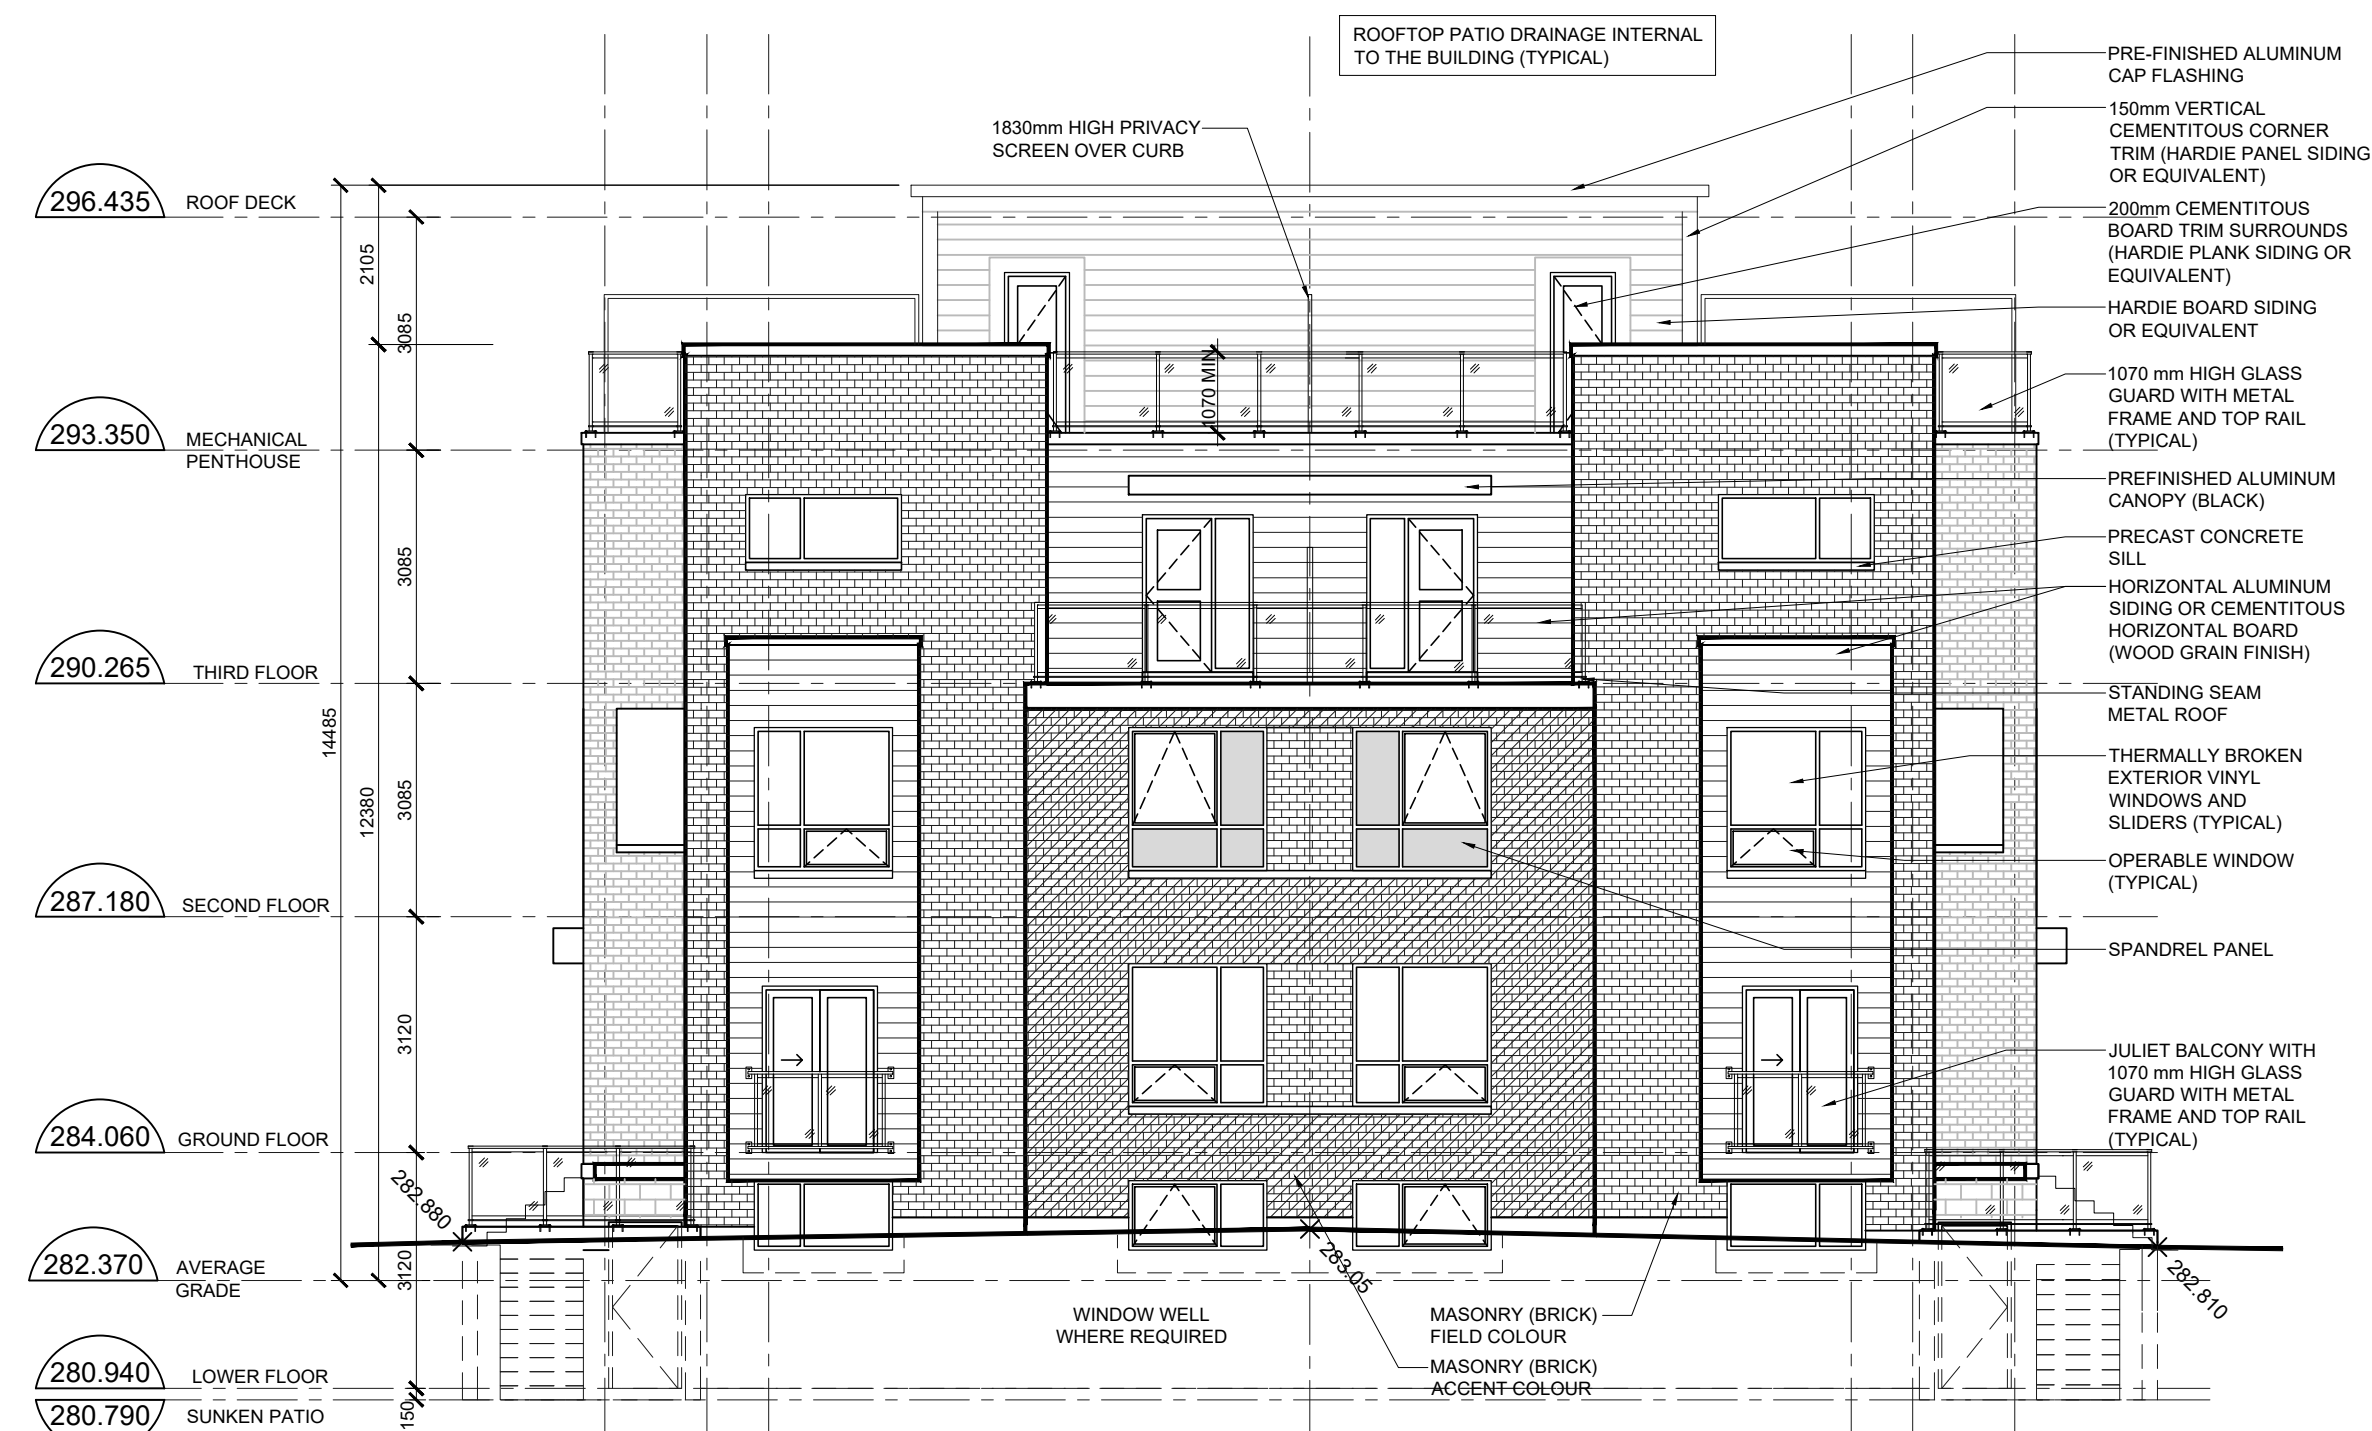 ROOFTOP PATIO DRAINAGE INTERNAL
TO THE BUILDING (TYPICAL)
1830mm HIGH PRIVACY
SCREEN OVER CURB
PRE-FINISHED ALUMINUM
CAP FLASHING
150mm VERTICAL
CEMENTITOUS CORNER
TRIM (HARDIE PANEL SIDING
OR EQUIVALENT)
200mm CEMENTITOUS
BOARD TRIM SURROUNDS
(HARDIE PLANK SIDING OR
EQUIVALENT)
HARDIE BOARD SIDING
OR EQUIVALENT
1070 mm HIGH GLASS
GUARD WITH METAL
FRAME AND TOP RAIL
(TYPICAL)
PREFINISHED ALUMINUM
CANOPY (BLACK)
PRECAST CONCRETE
SILL
HORIZONTAL ALUMINUM
SIDING OR CEMENTITOUS
HORIZONTAL BOARD
(WOOD GRAIN FINISH)
STANDING SEAM
METAL ROOF
THERMALLY BROKEN
EXTERIOR VINYL
WINDOWS AND
SLIDERS (TYPICAL)
OPERABLE WINDOW
(TYPICAL)
SPANDREL PANEL
JULIET BALCONY WITH
1070 mm HIGH GLASS
GUARD WITH METAL
FRAME AND TOP RAIL
(TYPICAL)
296.435 ROOF DECK
293.350 MECHANICAL
PENTHOUSE
290.265 THIRD FLOOR
287.180 SECOND FLOOR
284.060 GROUND FLOOR
282.370 AVERAGE
GRADE
280.940 LOWER FLOOR
280.790 SUNKEN PATIO
14485
2105
12380
3085
3085
3085
3120
3120
150
1070 MIN
282.880
283.05
282.810
WINDOW WELL
WHERE REQUIRED
MASONRY (BRICK)
FIELD COLOUR
MASONRY (BRICK)
ACCENT COLOUR